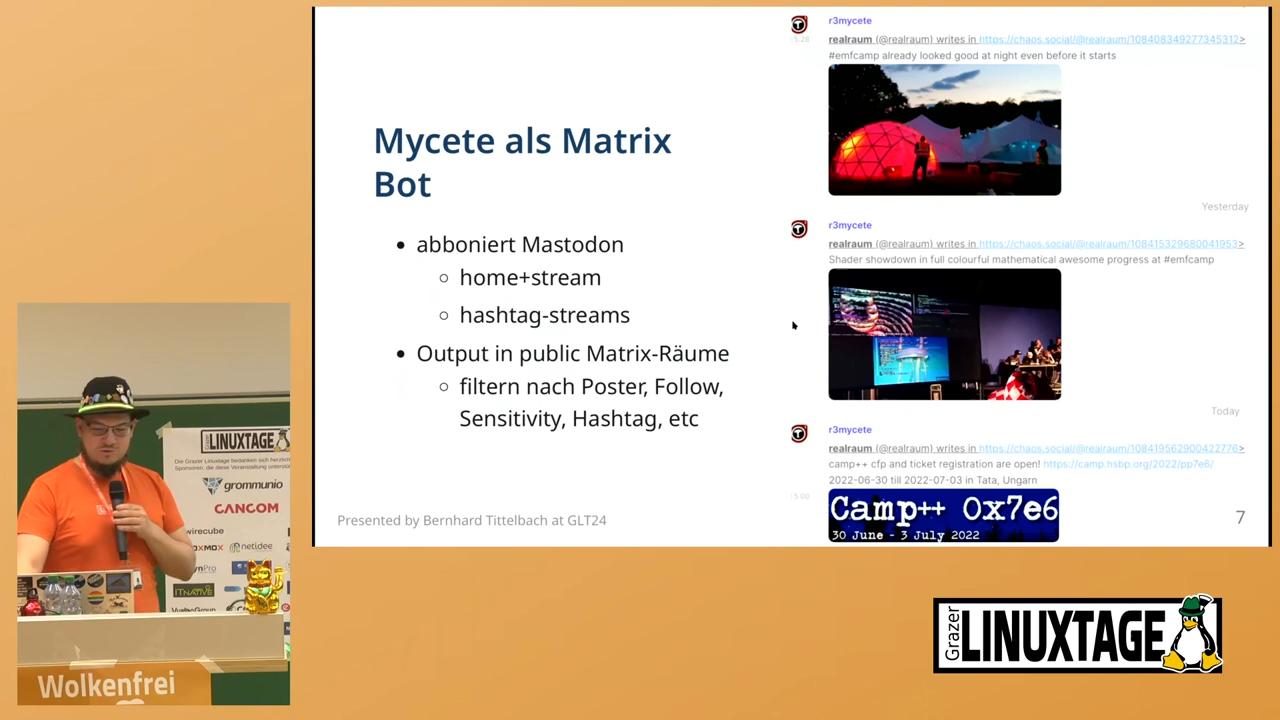 Mycete als Matrix
Bot
abboniert Mastodon
home+stream
hashtag-streams
Output in public Matrix-Räume
filtern nach Poster, Follow,
Sensitivity, Hashtag, etc
Presented by Bernhard Tittelbach at GLT24
7
r3mycete
realraum (@realraum) writes in https://chaos.social/@realraum/108408349277345312>
#emfcamp already looked good at night even before it starts
Yesterday
r3mycete
realraum (@realraum) writes in https://chaos.social/@realraum/108415329680041953>
Shader showdown in full colourful mathematical awesome progress at #emfcamp
Today
r3mycete
realraum (@realraum) writes in https://chaos.social/@realraum/108419562900422776>
camp++ cfp and ticket registration are open! https://camp.hsbp.org/2022/pp7e6/
2022-06-30 till 2022-07-03 in Tata, Ungarn
Camp++ 0x7e6
30 June - 3 July 2022
Grazer
LINUXTAGE
Die Grazer Linuxtage bedanken sich herzlich
Sponsoren, die diese Veranstaltung
grommunio
CANCOM
netidee
ITNATIVE
Wolkenfrei
Grazer
LINUXTAGE